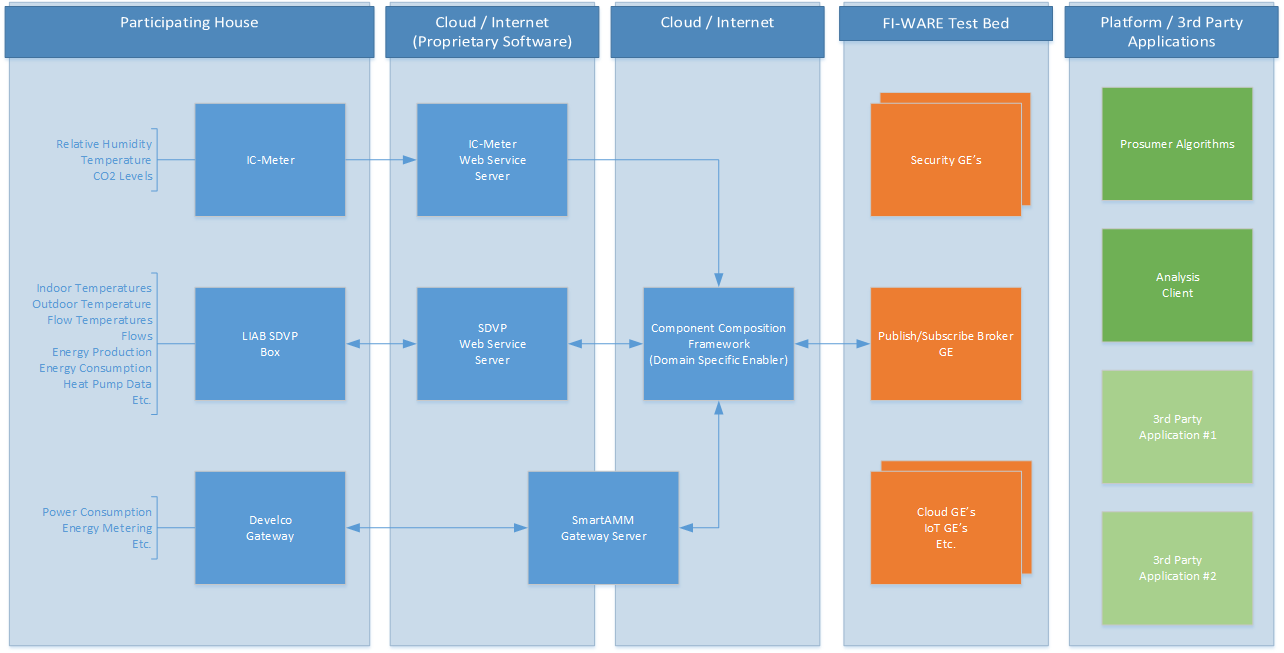 Participating House
Cloud / Internet
(Proprietary Software)
Cloud / Internet
FI-WARE Test Bed
Platform / 3rd Party
Applications
Relative Humidity
Temperature
CO2 Levels
IC-Meter
IC-Meter
Web Service
Server
Security GE's
Prosumer Algorithms
Indoor Temperatures
Outdoor Temperature
Flow Temperatures
Flows
Energy Production
Energy Consumption
Heat Pump Data
Etc.
LIAB SDVP
Box
SDVP
Web Service
Server
Component Composition
Framework
(Domain Specific Enabler)
Publish/Subscribe Broker
GE
Analysis
Client
3rd Party
Application #1
Power Consumption
Energy Metering
Etc.
Develco
Gateway
SmartAMM
Gateway Server
Cloud GE's
IoT GE's
Etc.
3rd Party
Application #2